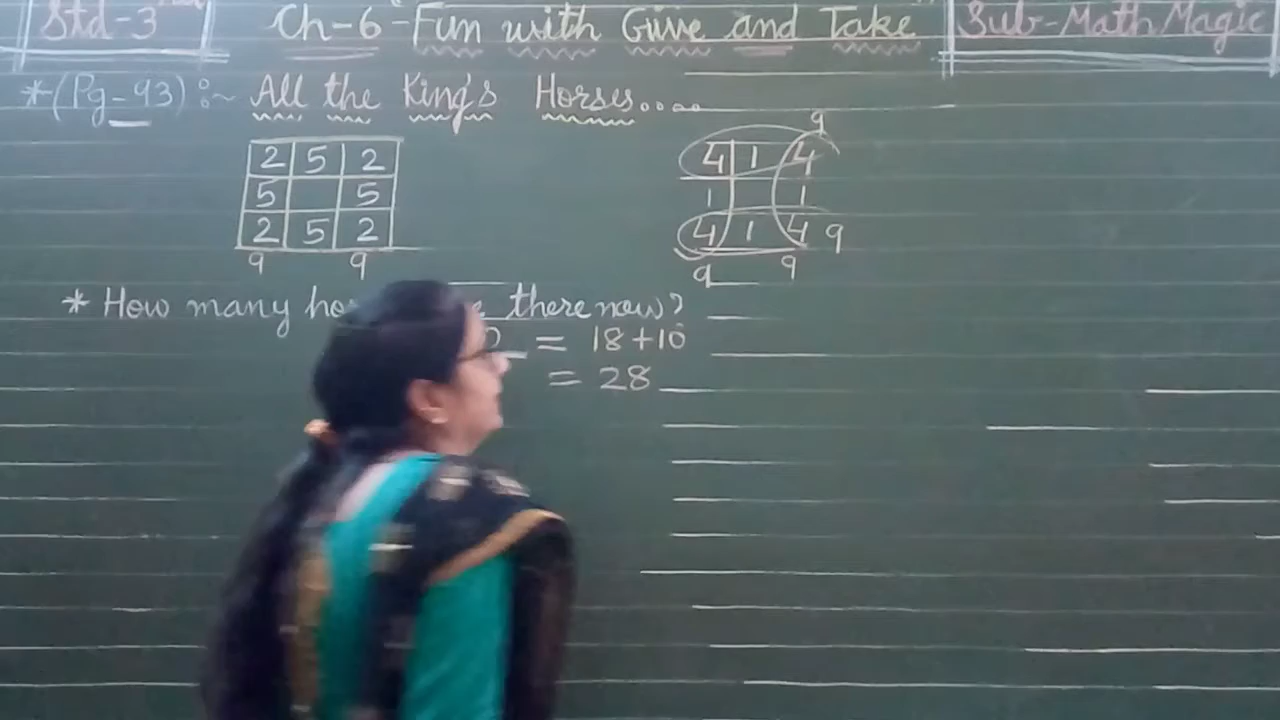 Std-3
Ch-6-Fun with Give and Take
Sub-Math Magic
*(Pg-93):~ All the King's Horses....
2 5 2
5 5
2 5 2
9 9
9
4 1 4
1 1
4 1 4 9
9 9
* How many there now?
= 18+10
= 28